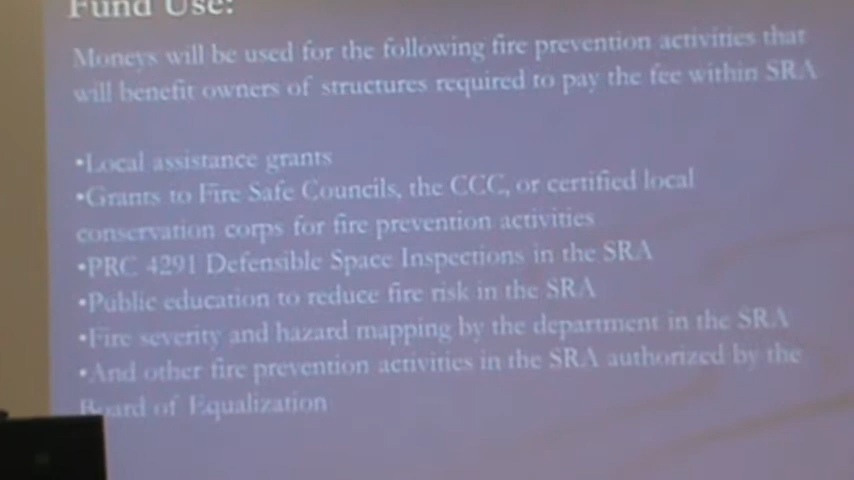 Fund Use:
Moneys will be used for the following fire prevention activities that
will benefit owners of structures required to pay the fee within SRA
•Local assistance grants
•Grants to Fire Safe Councils, the CCC, or certified local
conservation corps for fire prevention activities
•PRC 4291 Defensible Space Inspections in the SRA
•Public education to reduce fire risk in the SRA
•Fire severity and hazard mapping by the department in the SRA
•And other fire prevention activities in the SRA authorized by the
Board of Equalization